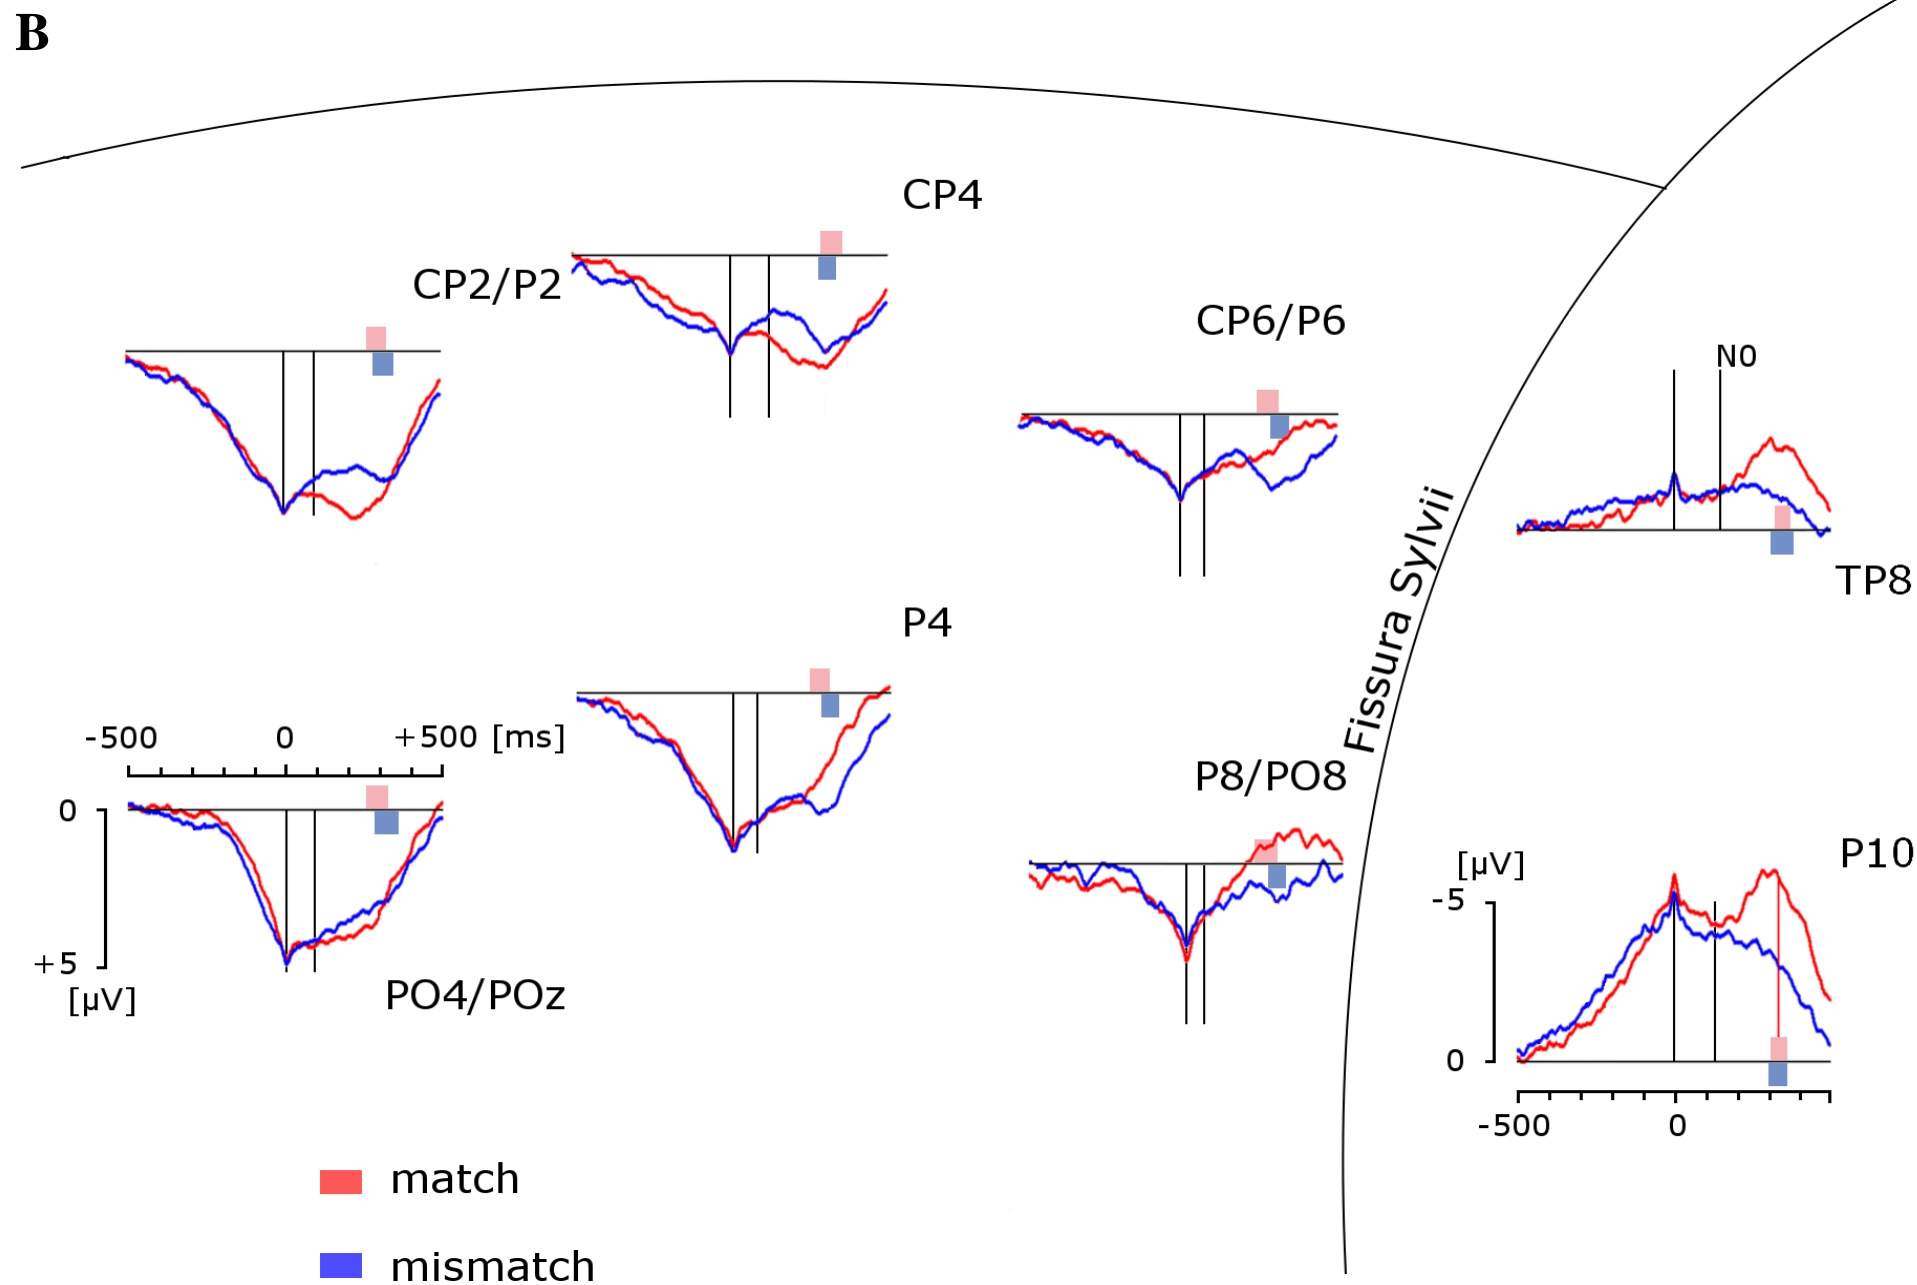 B
CP4
CP2/P2
CP6/P6
N0
Fissura Sylvii
TP8
P4
-500 0 +500 [ms]
P8/PO8
0
+5
[μV]
PO4/POz
P10
[μV]
-5
0
-500 0
match
mismatch